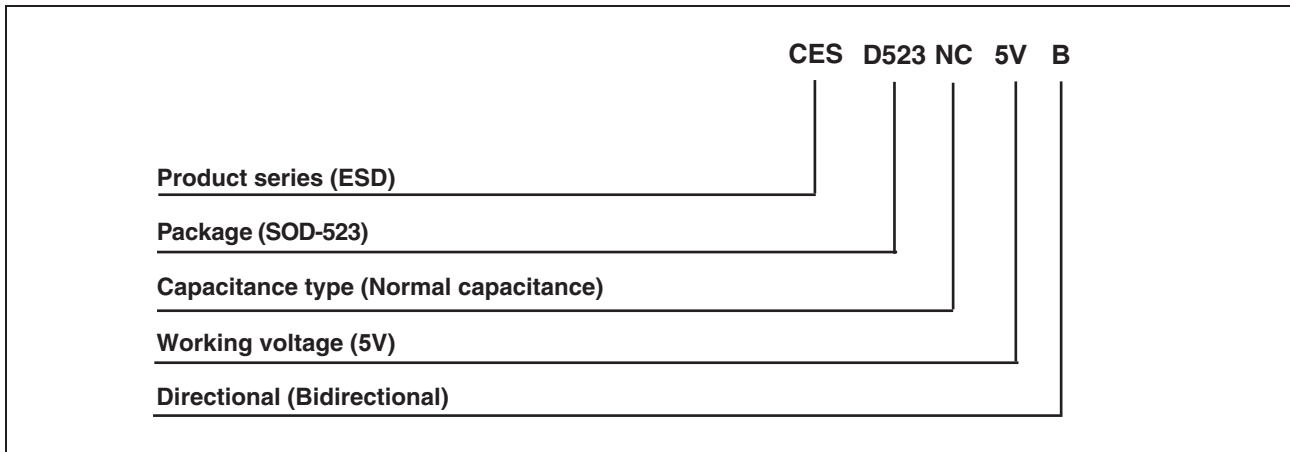 CES D523 NC 5V B
Product series (ESD)
Package (SOD-523)
Capacitance type (Normal capacitance)
Working voltage (5V)
Directional (Bidirectional)